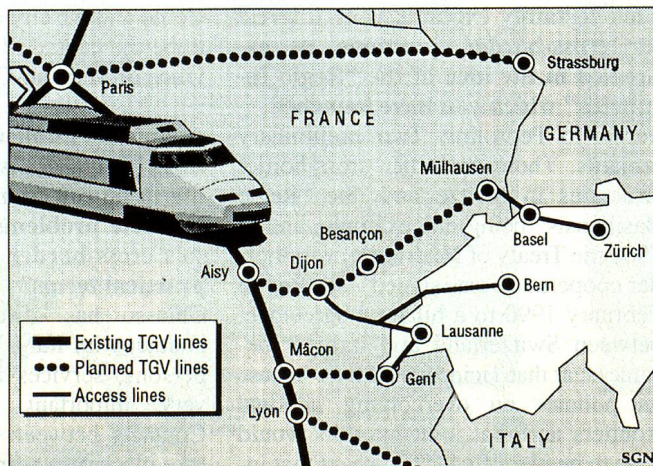 Strassburg
Paris
FRANCE
GERMANY
Mülhausen
Besançon
Basel
Zürich
Aisy
Dijon
Bern
Lausanne
Existing TGV lines
Planned TGV lines
Access lines
Mâcon
Genf
Lyon
ITALY
SGN